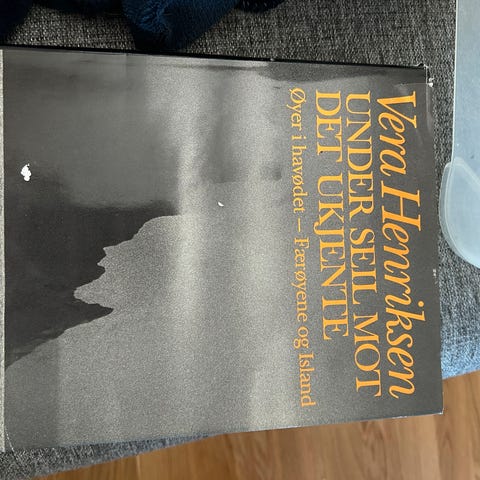 Vera Henriksen
UNDER SEIL MOT
DET UKJENTE
Øyer i havødet – Færøyene og Island